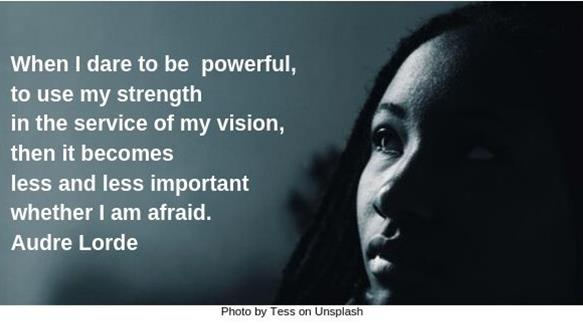 When I dare to be  powerful,
to use my strength
in the service of my vision,
then it becomes
less and less important
whether I am afraid.
Audre Lorde
Photo by Tess on Unsplash